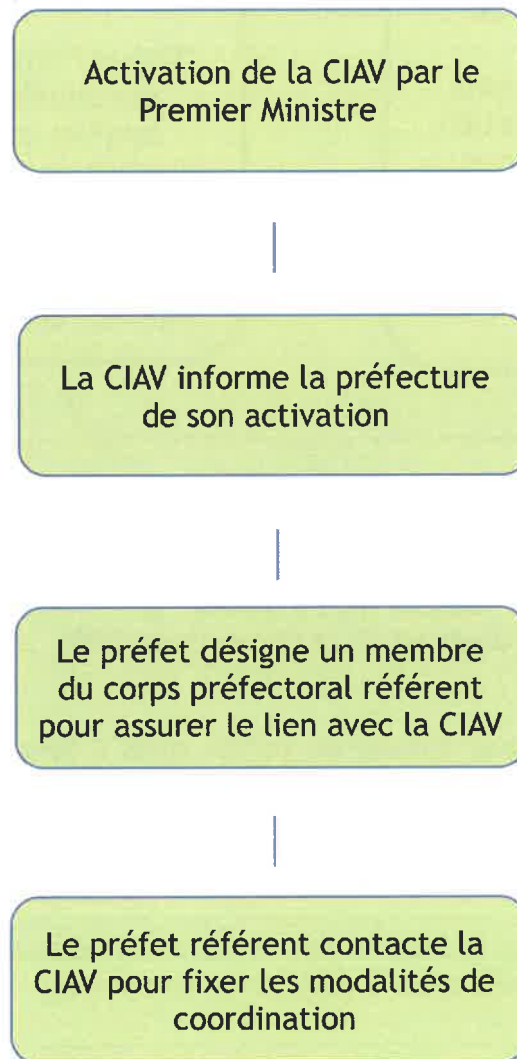 Activation de la CIAV par le
Premier Ministre
La CIAV informe la préfecture
de son activation
Le préfet désigne un membre
du corps préfectoral référent
pour assurer le lien avec la CIAV
Le préfet référent contacte la
CIAV pour fixer les modalités de
coordination